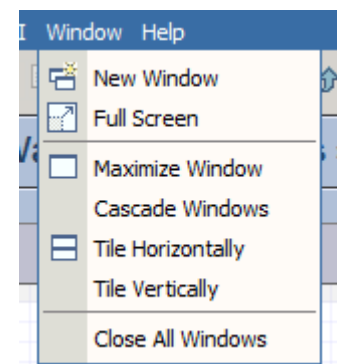 Window Help
New Window
Full Screen
Maximize Window
Cascade Windows
Tile Horizontally
Tile Vertically
Close All Windows